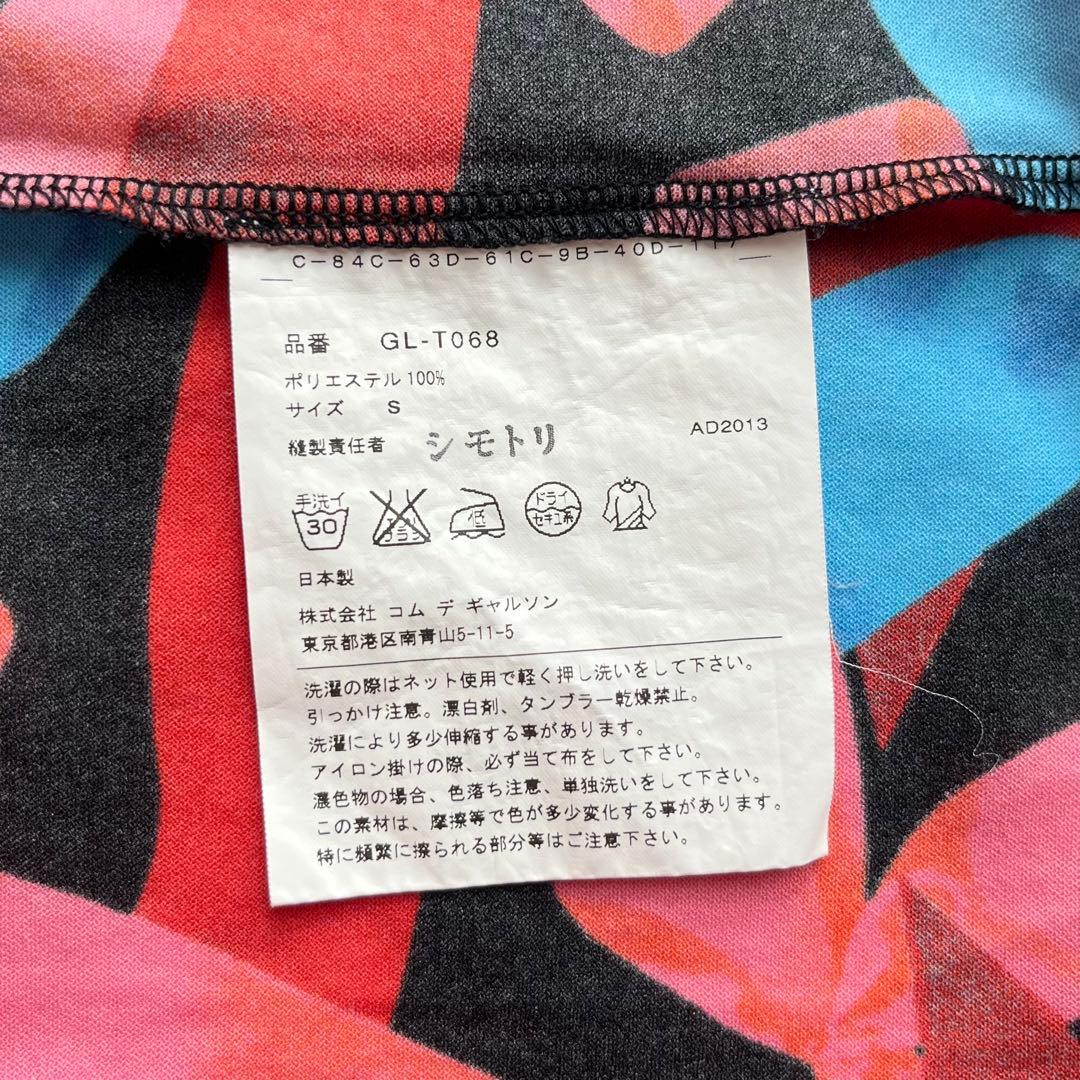 C-84C-63D-61C-9B-40D-117
品番 GL-T068
ポリエステル100%
サイズ S
縫製責任者 シモトリ AD2013
手洗イ
30 低 ドライ
セキユ系
日本製
株式会社 コム デ ギャルソン
東京都港区南青山5-11-5
洗濯の際はネット使用で軽く押し洗いをして下さい。
引っかけ注意。漂白剤、タンブラー乾燥禁止。
洗濯により多少伸縮する事があります。
アイロン掛けの際、必ず当て布をして下さい。
濃色物の場合、色落ち注意、単独洗いをして下さい。
この素材は、摩擦等で色が多少変化する事があります。
特に頻繁に擦られる部分等はご注意下さい。